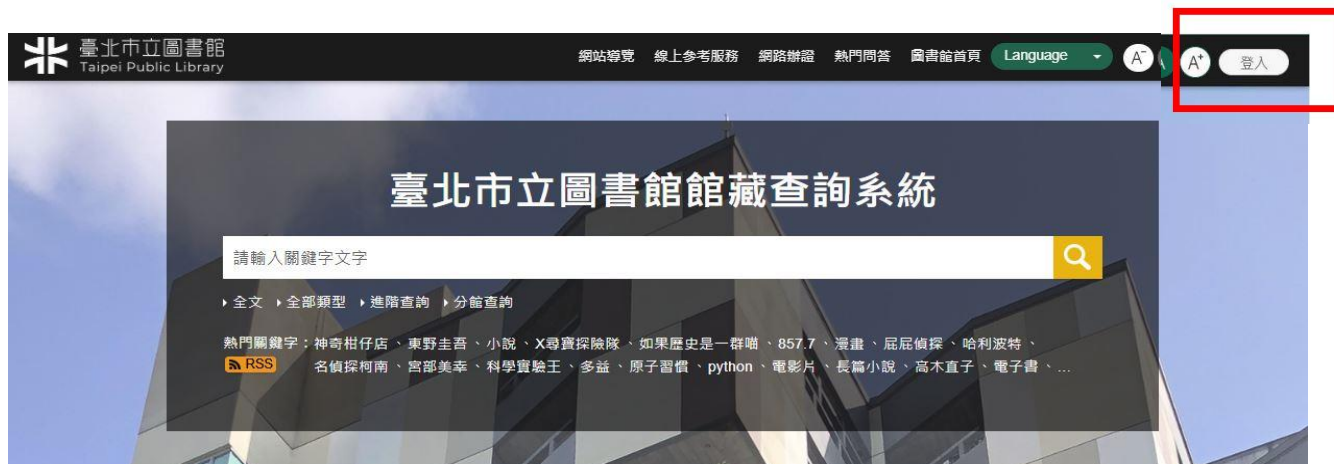 臺北市立圖書館
Taipei Public Library
網站導覽 線上參考服務 網路辦證 熱門問答 圖書館首頁 Language A- A+ 登入
臺北市立圖書館館藏查詢系統
請輸入關鍵字文字
全文 全部類型 進階查詢 分館查詢
熱門關鍵字：神奇柑仔店、東野圭吾、小說、X尋寶探險隊、如果歷史是一群喵、857.7、漫畫、屁屁偵探、哈利波特、
RSS 名偵探柯南、宮部美幸、科學實驗王、多益、原子習慣、python、電影片、長篇小說、高木直子、電子書、...